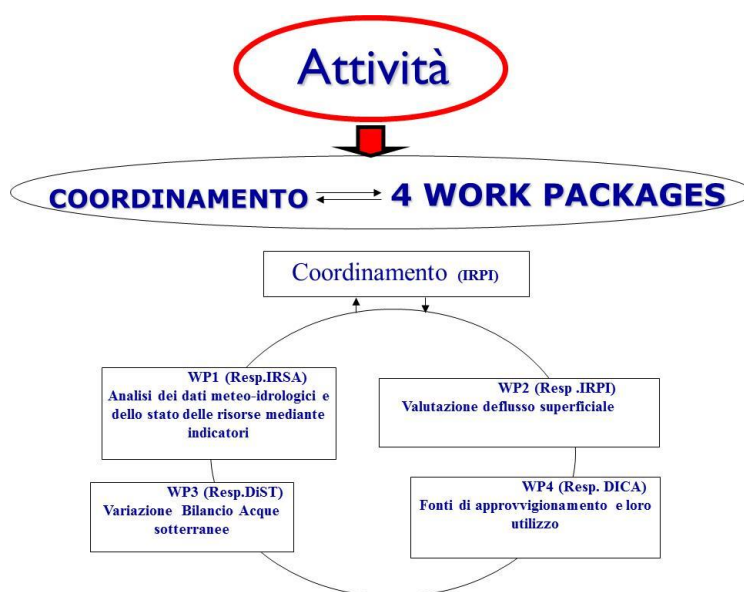 Attività
COORDINAMENTO
4 WORK PACKAGES
Coordinamento (IRPI)
WP1 (Resp.IRSA)
Analisi dei dati meteo-idrologici e
dello stato delle risorse mediante
indicatori
WP2 (Resp .IRPI)
Valutazione deflusso superficiale
WP3 (Resp.DiST)
Variazione Bilancio Acque
sotterranee
WP4 (Resp. DICA)
Fonti di approvvigionamento e loro
utilizzo